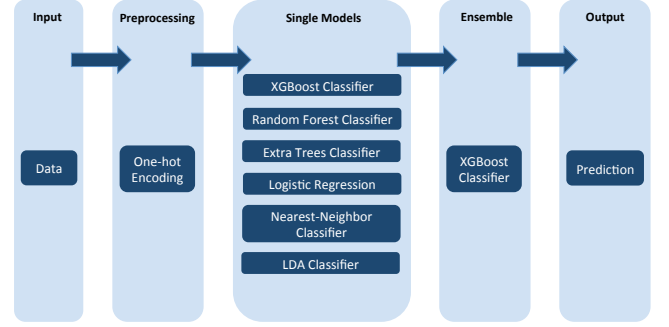 Input
Preprocessing
Single Models
Ensemble
Output
Data
One-hot
Encoding
XGBoost Classifier
Random Forest Classifier
Extra Trees Classifier
Logistic Regression
Nearest-Neighbor
Classifier
LDA Classifier
XGBoost
Classifier
Prediction